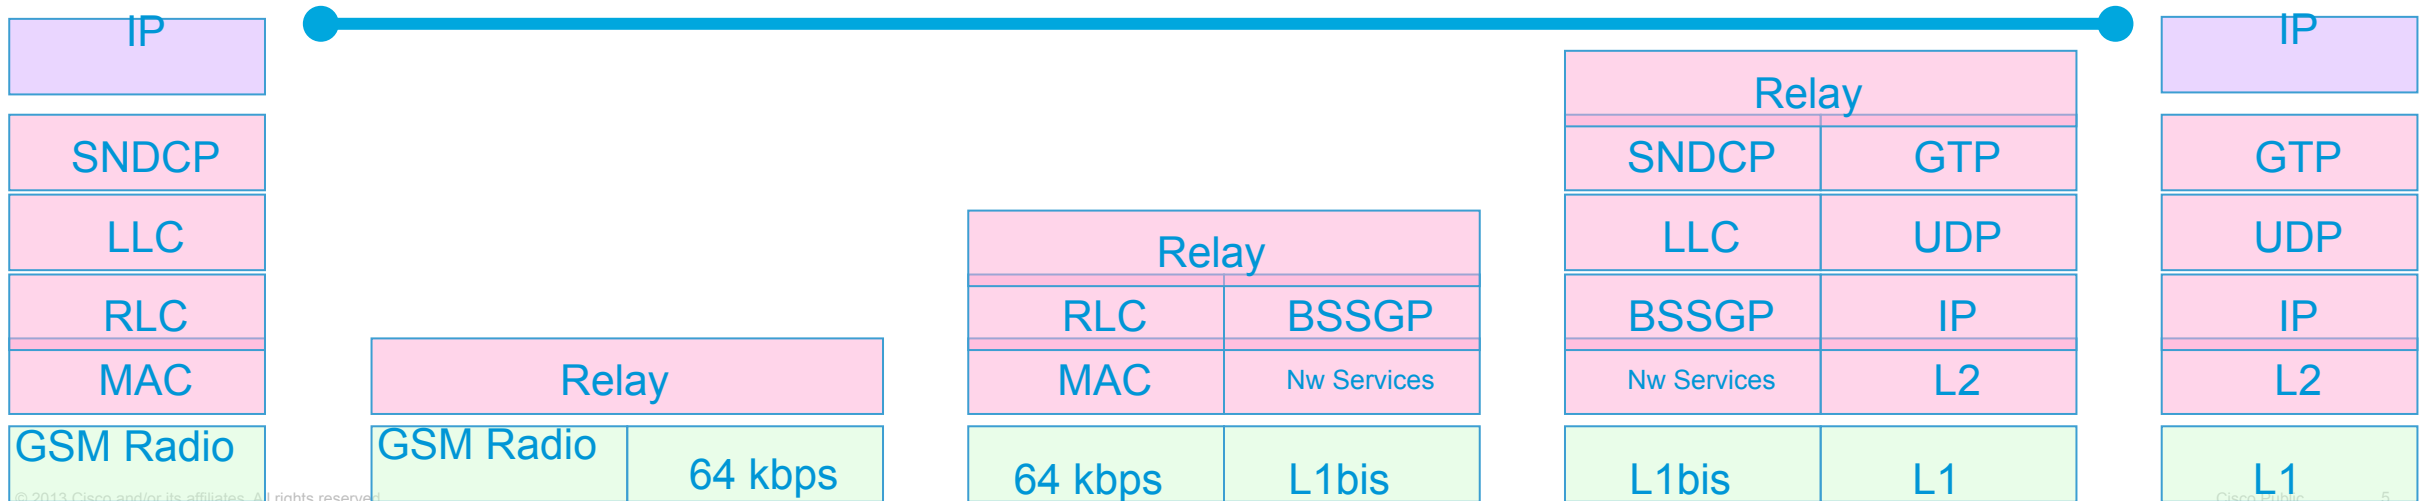 IP
IP
Relay
SNDCP
SNDCP
GTP
GTP
LLC
Relay
LLC
UDP
UDP
RLC
RLC
BSSGP
BSSGP
IP
IP
MAC
Relay
MAC
Nw Services
Nw Services
L2
L2
GSM Radio
GSM Radio
64 kbps
64 kbps
L1bis
L1bis
L1
L1
© 2013 Cisco and/or its affiliates. All rights reserved
Cisco Public
5